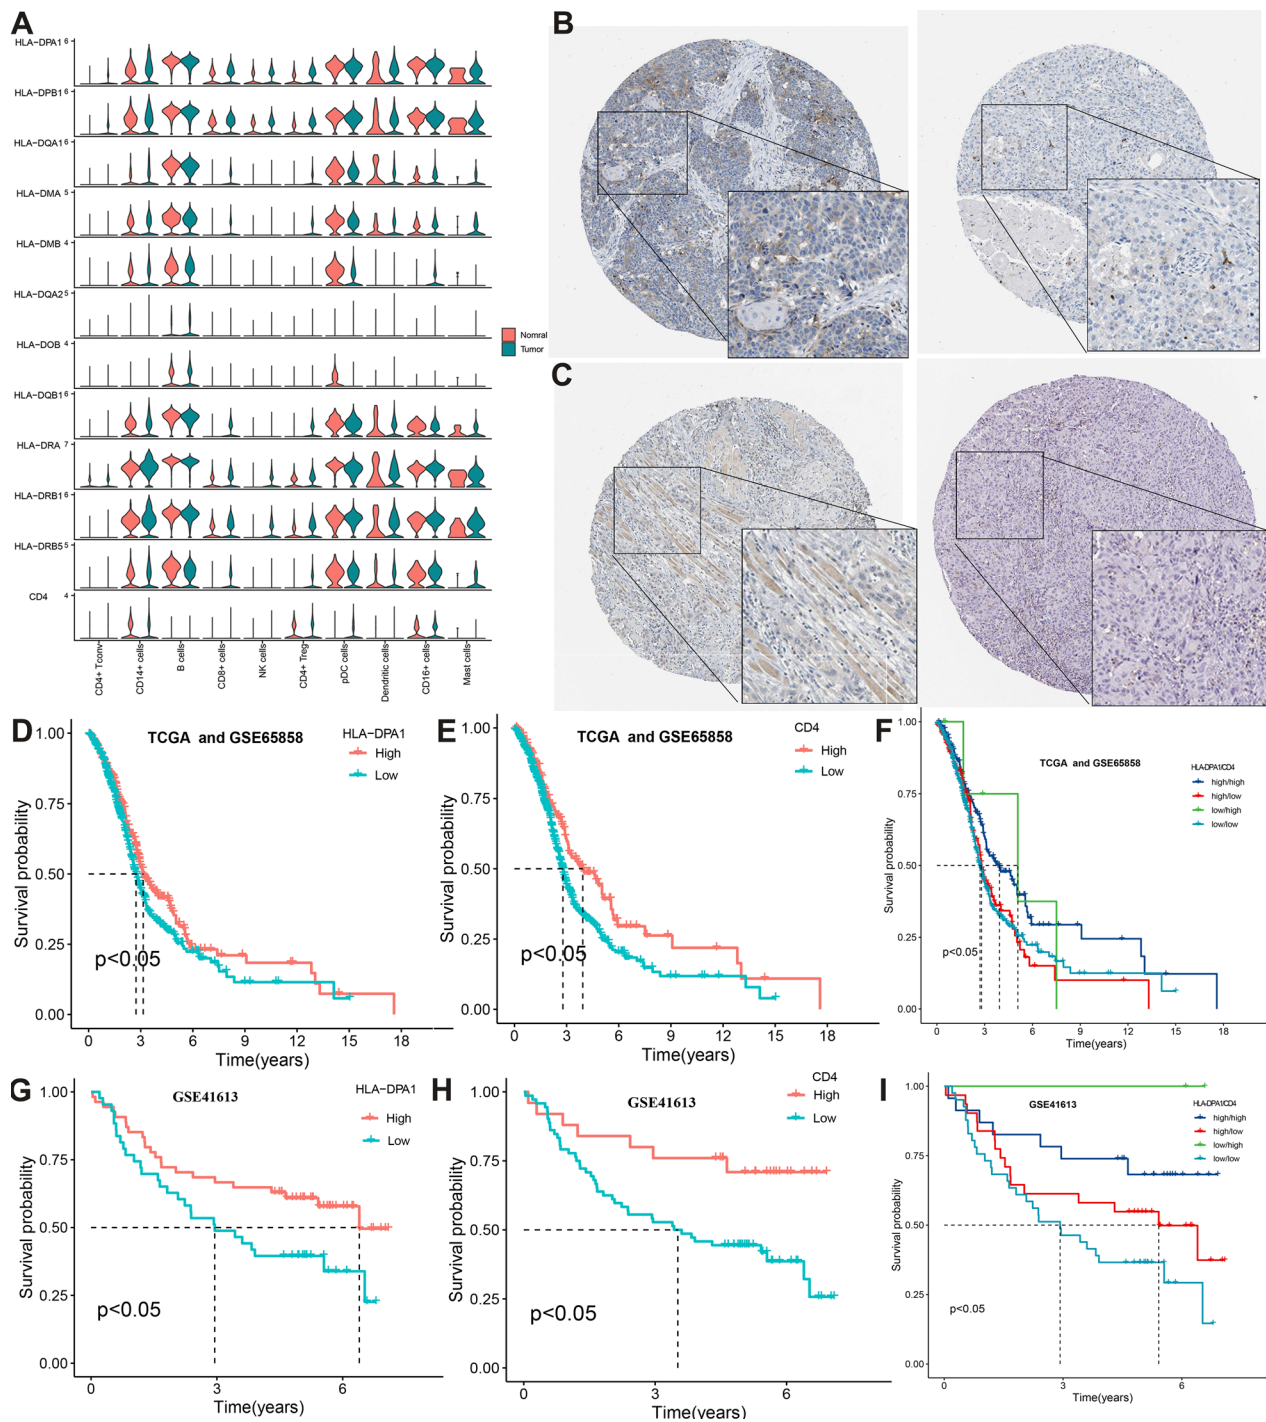 A
HLA-DPA1 6
HLA-DPB1 6
HLA-DQA1 6
HLA-DMA 5
HLA-DMB 4
HLA-DQA2 5
HLA-DOB 4
HLA-DQB1 6
HLA-DRA 7
HLA-DRB1 6
HLA-DRB5 5
CD4 4
Nomral
Tumor
CD4+ Tconv
CD14+ cells
B cells
CD8+ cells
NK cells
CD4+ Treg
pDC cells
Dendritic cells
CD16+ cells
Mast cells
B
C
D
TCGA and GSE65858
HLA-DPA1
High
Low
Survival probability
1.00
0.75
0.50
0.25
0.00
p<0.05
0 3 6 9 12 15 18
Time(years)
E
TCGA and GSE65858
CD4
High
Low
Survival probability
1.00
0.75
0.50
0.25
0.00
p<0.05
0 3 6 9 12 15 18
Time(years)
F
TCGA and GSE65858
HLA-DPA1/CD4
high/high
high/low
low/high
low/low
Survival probability
1.00
0.75
0.50
0.25
0.00
p<0.05
0 3 6 9 12 15 18
Time(years)
G
GSE41613
HLA-DPA1
High
Low
Survival probability
1.00
0.75
0.50
0.25
0.00
p<0.05
0 3 6
Time(years)
H
GSE41613
CD4
High
Low
Survival probability
1.00
0.75
0.50
0.25
0.00
p<0.05
0 3 6
Time(years)
I
GSE41613
HLA-DPA1/CD4
high/high
high/low
low/high
low/low
Survival probability
1.00
0.75
0.50
0.25
0.00
p<0.05
0 3 6
Time(years)